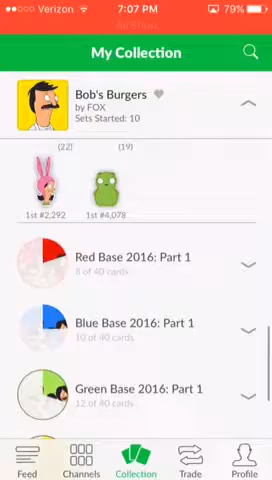 Verizon 7:07 PM 79%
My Collection
Bob's Burgers
by FOX
Sets Started: 10
(22) (19)
1st #2,292 1st #4,078
Red Base 2016: Part 1
8 of 40 cards
Blue Base 2016: Part 1
10 of 40 cards
Green Base 2016: Part 1
12 of 40 cards
Feed Channels Collection Trade Profile